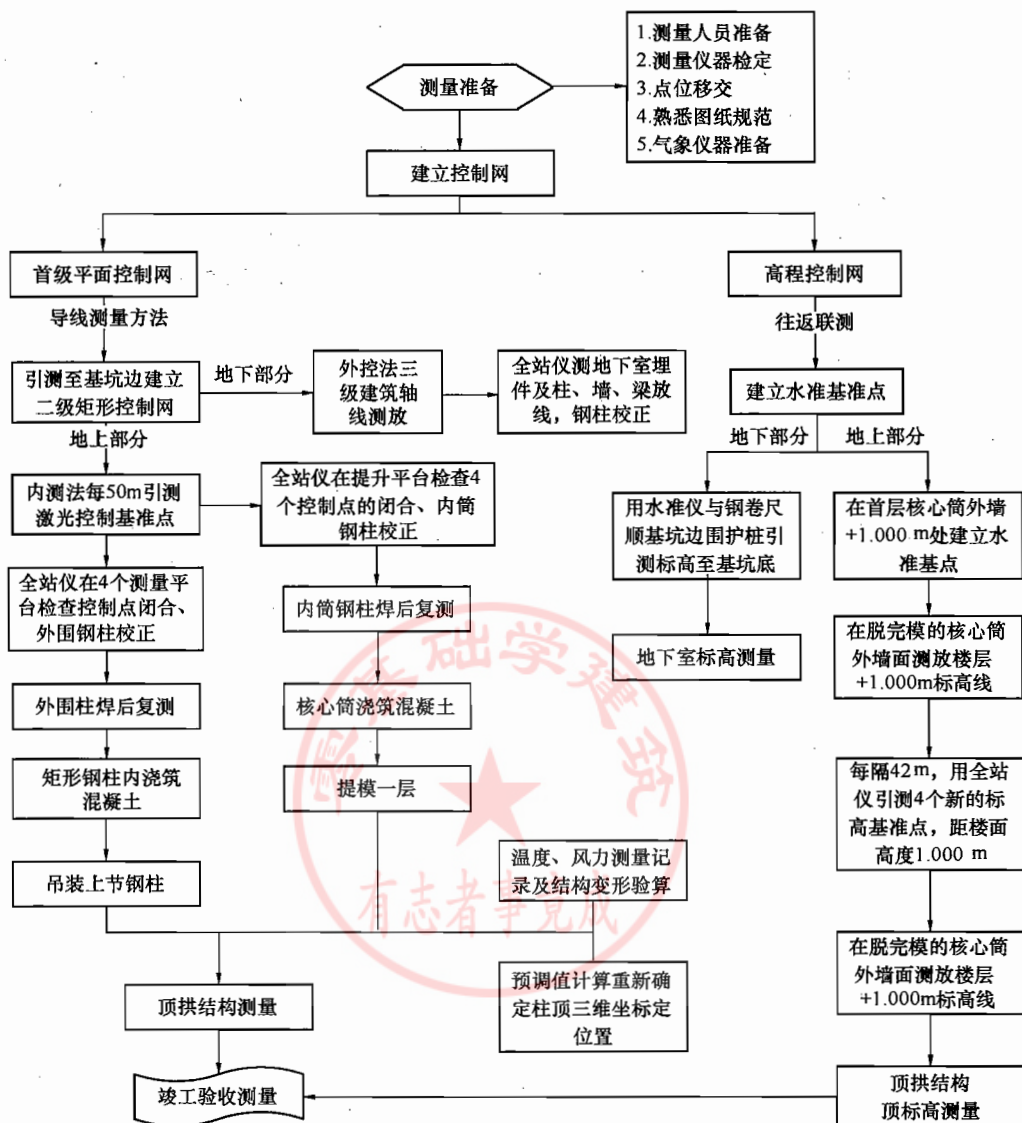 测量准备
1.测量人员准备
2.测量仪器检定
3.点位移交
4.熟悉图纸规范
5.气象仪器准备
建立控制网
首级平面控制网
高程控制网
导线测量方法
往返联测
引测至基坑边建立
二级矩形控制网
地下部分
外控法三
级建筑轴
线测放
全站仪测地下室埋
件及柱、墙、梁放
线，钢柱校正
建立水准基准点
地上部分
地下部分
地上部分
内测法每50m引测
激光控制基准点
全站仪在提升平台检查4
个控制点的闭合、内筒
钢柱校正
用水准仪与钢卷尺
顺基坑边围护桩引
测标高至基坑底
在首层核心筒外墙
+1.000 m处建立水
准基点
全站仪在4个测量平
台检查控制点闭合、
外围钢柱校正
内筒钢柱焊后复测
地下室标高测量
在脱完模的核心筒
外墙面测放楼层
+1.000m标高线
外围柱焊后复测
核心筒浇筑混凝土
矩形钢柱内浇筑
混凝土
提模一层
每隔42m，用全站
仪引测4个新的标
高基准点，距楼面
高度1.000 m
吊装上节钢柱
温度、风力测量记
录及结构变形验算
在脱完模的核心筒
外墙面测放楼层
+1.000m标高线
顶拱结构测量
预调值计算重新确
定柱顶三维坐标定
位置
竣工验收测量
顶拱结构
顶标高测量
零基础学建筑
有志者事竟成